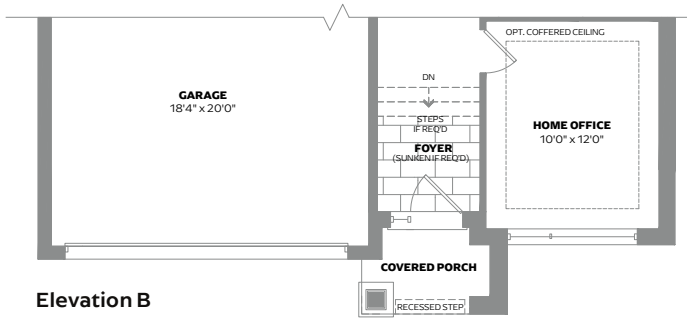 OPT. COFFERED CEILING
DN
GARAGE
18'4" x 20'0"
STEPS
IF REQ'D
HOME OFFICE
10'0" x 12'0"
FOYER
(SUNKEN IF REQ'D)
COVERED PORCH
Elevation B
RECESSED STEP